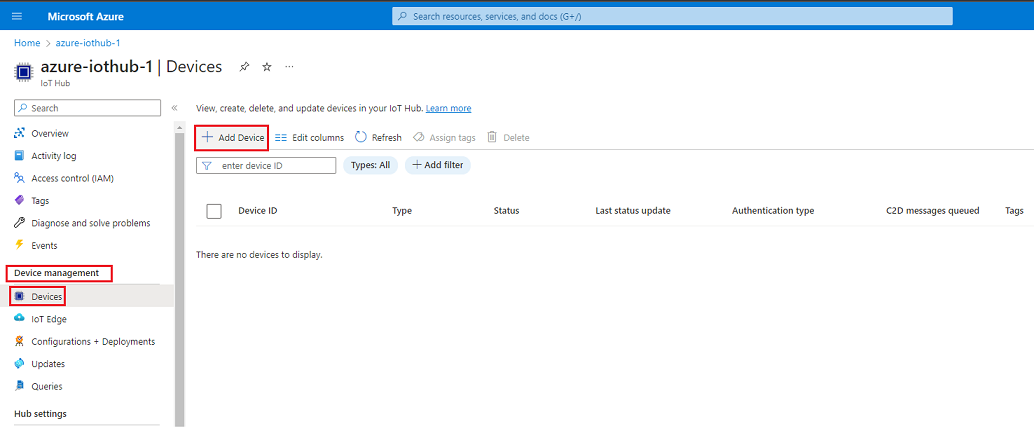 Microsoft Azure
Search resources, services, and docs (G+/)
Home > azure-iothub-1
azure-iothub-1 | Devices ...
IoT Hub
Search
«
Overview
Activity log
Access control (IAM)
Tags
Diagnose and solve problems
Events
Device management
Devices
IoT Edge
Configurations + Deployments
Updates
Queries
Hub settings
View, create, delete, and update devices in your IoT Hub. Learn more
Add Device Edit columns Refresh Assign tags Delete
enter device ID Types: All Add filter
Device ID Type Status Last status update Authentication type C2D messages queued Tags
There are no devices to display.